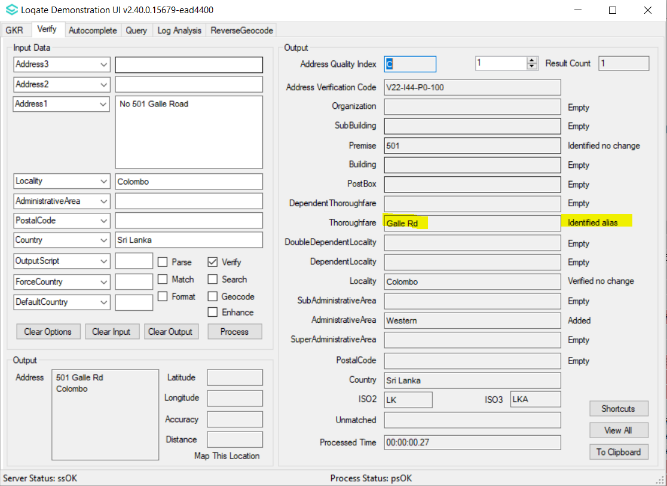 Loqate Demonstration UI v2.40.0.15679-ead4400
GKR Verify Autocomplete Query Log Analysis ReverseGeocode
Input Data
Address3
Address2
Address1 No 501 Galle Road
Locality Colombo
AdministrativeArea
PostalCode
Country Sri Lanka
OutputScript Parse Verify
ForceCountry Match Search
Format Geocode
DefaultCountry Enhance
Clear Options Clear Input Clear Output Process
Output
Address 501 Galle Rd
Colombo
Latitude
Longitude
Accuracy
Distance
Map This Location
Output
Address Quality Index C 1 Result Count 1
Address Verification Code V22-I44-P0-100
Organization Empty
SubBuilding Empty
Premise 501 Identified no change
Building Empty
PostBox Empty
DependentThoroughfare Empty
Thoroughfare Galle Rd Identified alias
DoubleDependentLocality Empty
DependentLocality Empty
Locality Colombo Verified no change
SubAdministrativeArea Empty
AdministrativeArea Western Added
SuperAdministrativeArea Empty
PostalCode Empty
Country Sri Lanka
ISO2 LK ISO3 LKA
Unmatched
Processed Time 00:00:00.27
Shortcuts
View All
To Clipboard
Server Status: ssOK Process Status: psOK